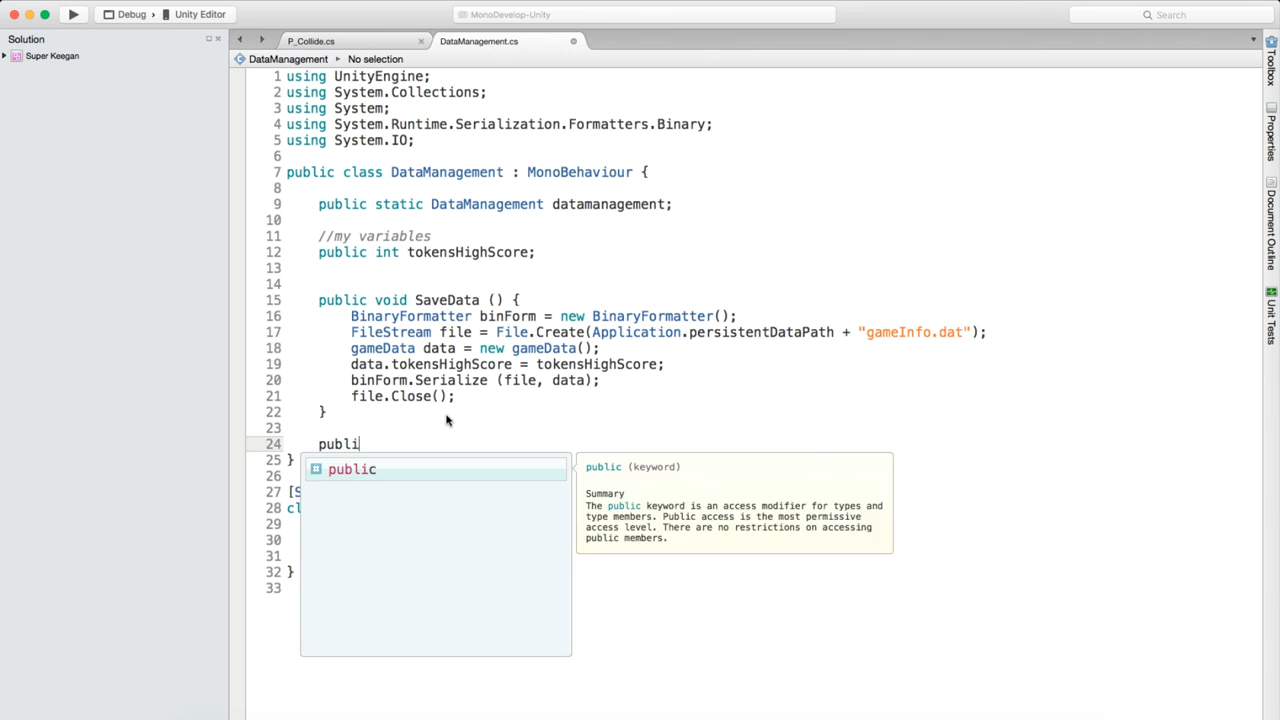 Debug > Unity Editor
MonoDevelop-Unity
Search
Solution
Super Keegan
P_Collide.cs
DataManagement.cs
DataManagement
No selection
1 using UnityEngine;
2 using System.Collections;
3 using System;
4 using System.Runtime.Serialization.Formatters.Binary;
5 using System.IO;
6
7 public class DataManagement : MonoBehaviour {
8
9 public static DataManagement datamanagement;
10
11 //my variables
12 public int tokensHighScore;
13
14
15 public void SaveData () {
16 BinaryFormatter binForm = new BinaryFormatter();
17 FileStream file = File.Create(Application.persistentDataPath + "gameInfo.dat");
18 gameData data = new gameData();
19 data.tokensHighScore = tokensHighScore;
20 binForm.Serialize (file, data);
21 file.Close();
22 }
23
24 publi
25 }
26
27 [S
28 cl
29
30
31
32 }
33
public
public (keyword)
Summary
The public keyword is an access modifier for types and
type members. Public access is the most permissive
access level. There are no restrictions on accessing
public members.
Toolbox
Properties
Document Outline
Unit Tests